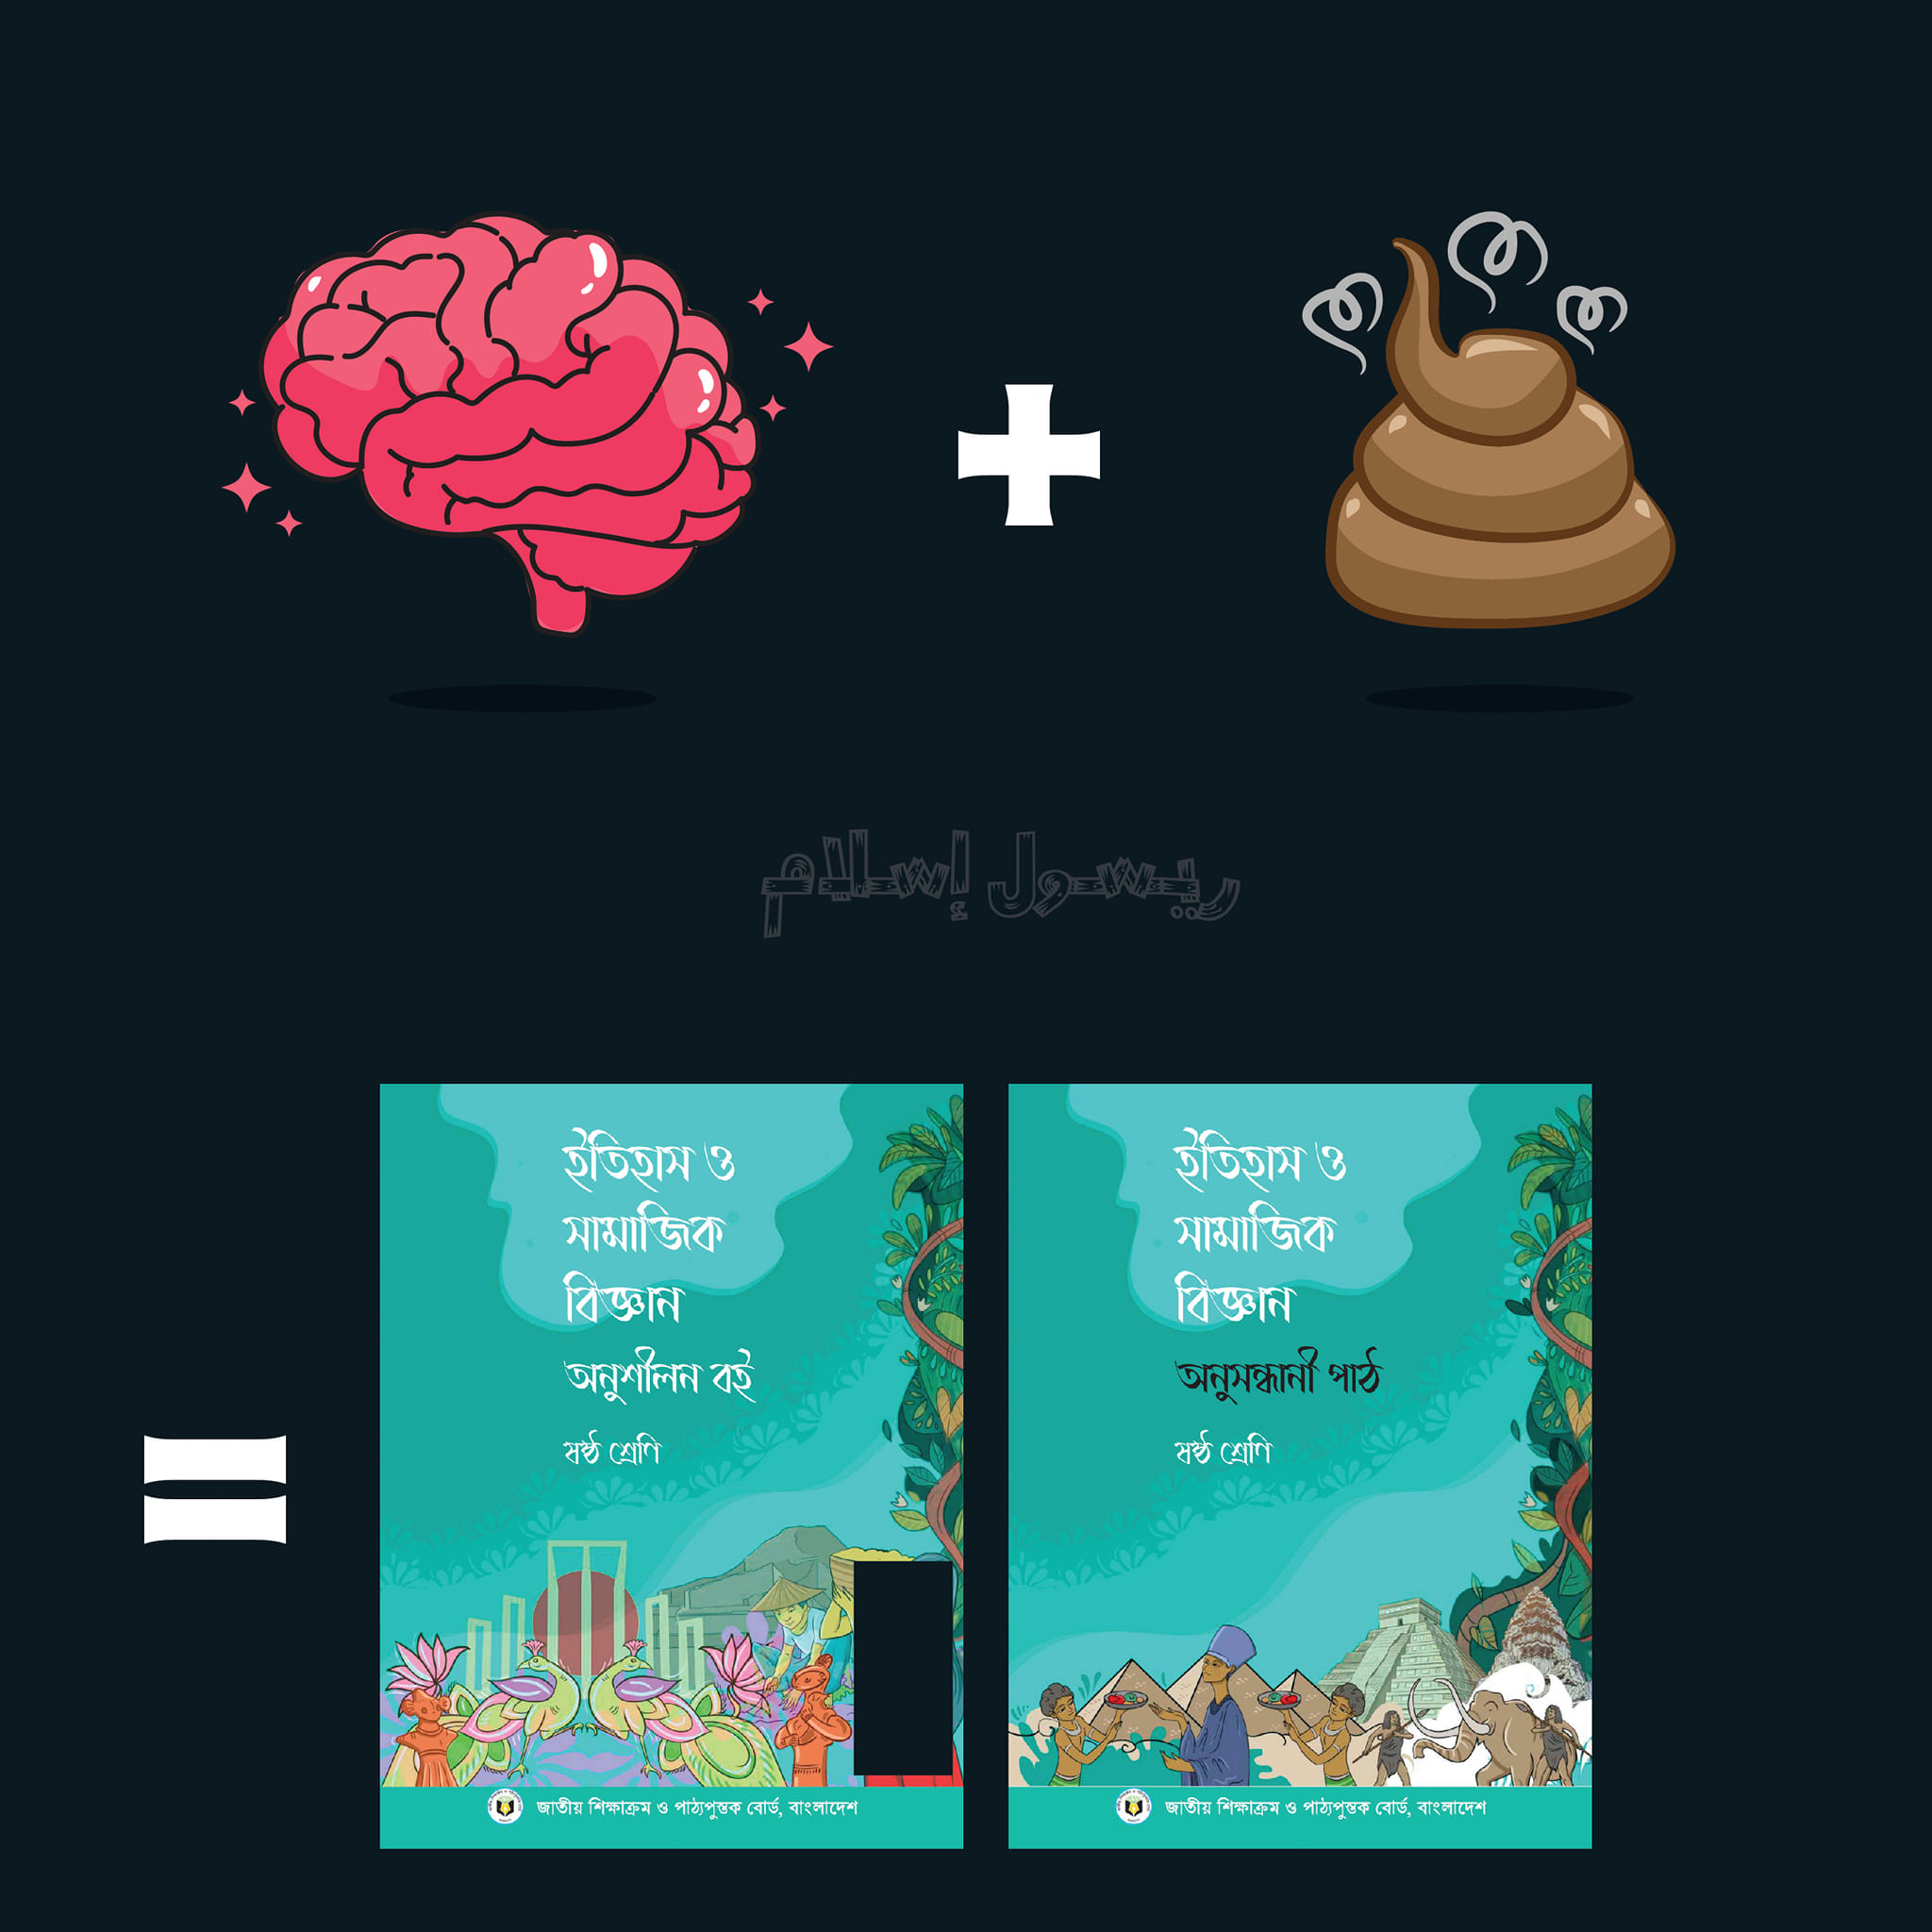 +
ريسول إسلام
=
ইতিহাস ও
সামাজিক
বিজ্ঞান
অনুশীলন বই
ষষ্ঠ শ্রেণি
জাতীয় শিক্ষাক্রম ও পাঠ্যপুস্তক বোর্ড, বাংলাদেশ
ইতিহাস ও
সামাজিক
বিজ্ঞান
অনুসন্ধানী পাঠ
ষষ্ঠ শ্রেণি
জাতীয় শিক্ষাক্রম ও পাঠ্যপুস্তক বোর্ড, বাংলাদেশ